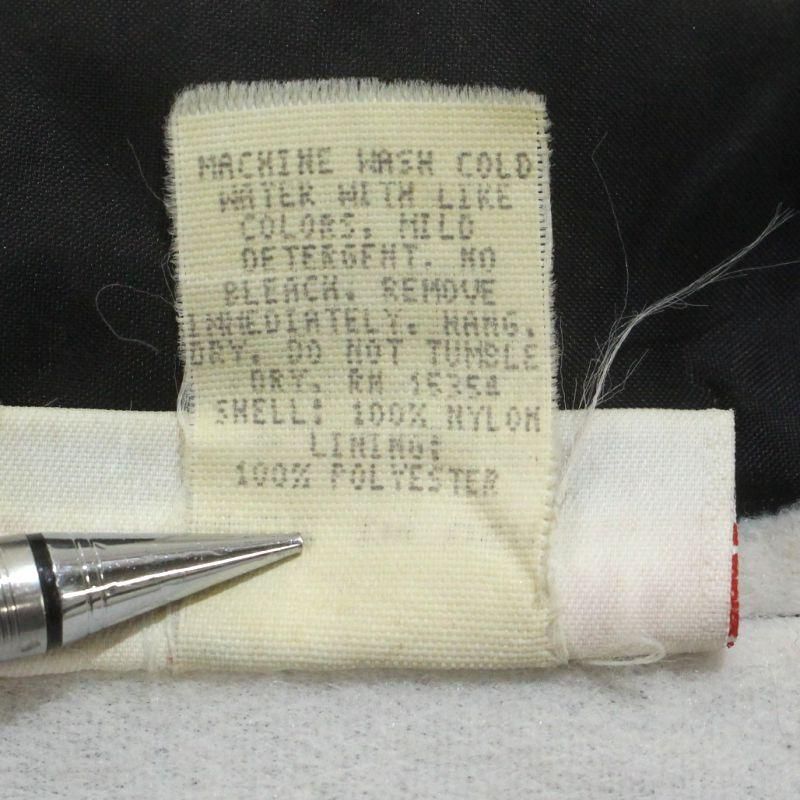 MACHINE WASH COLD
WATER WITH LIKE
COLORS, MILD
DETERGENT. NO
BLEACH. REMOVE
IMMEDIATELY. HANG.
DRY. DO NOT TUMBLE
DRY. RN 15354
SHELL: 100% NYLON
LINING:
100% POLYESTER